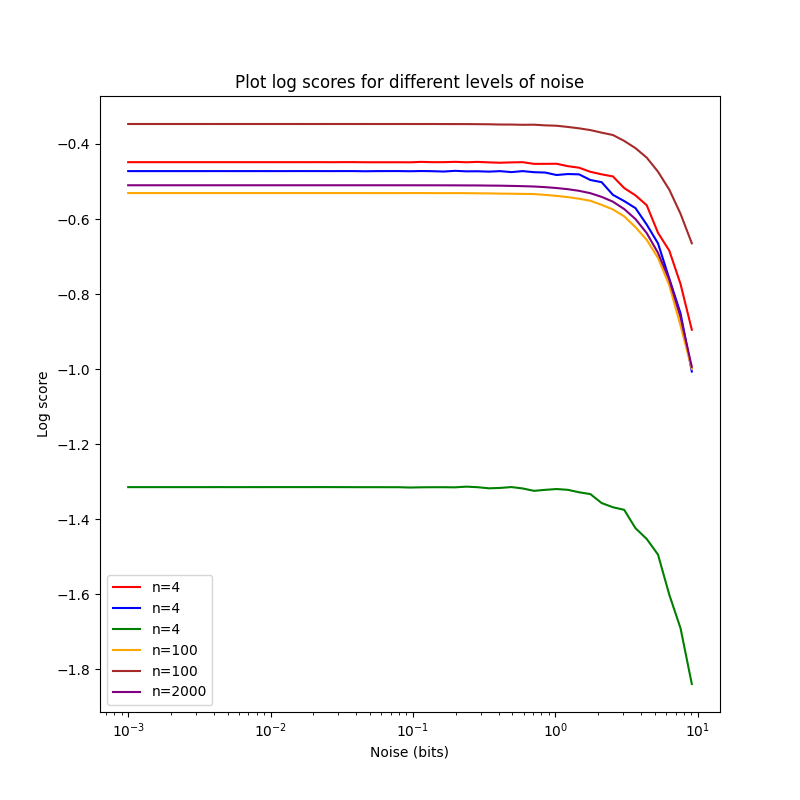 Plot log scores for different levels of noise
Log score
−0.4
−0.6
−0.8
−1.0
−1.2
−1.4
−1.6
−1.8
n=4
n=4
n=4
n=100
n=100
n=2000
10⁻³ 10⁻² 10⁻¹ 10⁰ 10¹
Noise (bits)